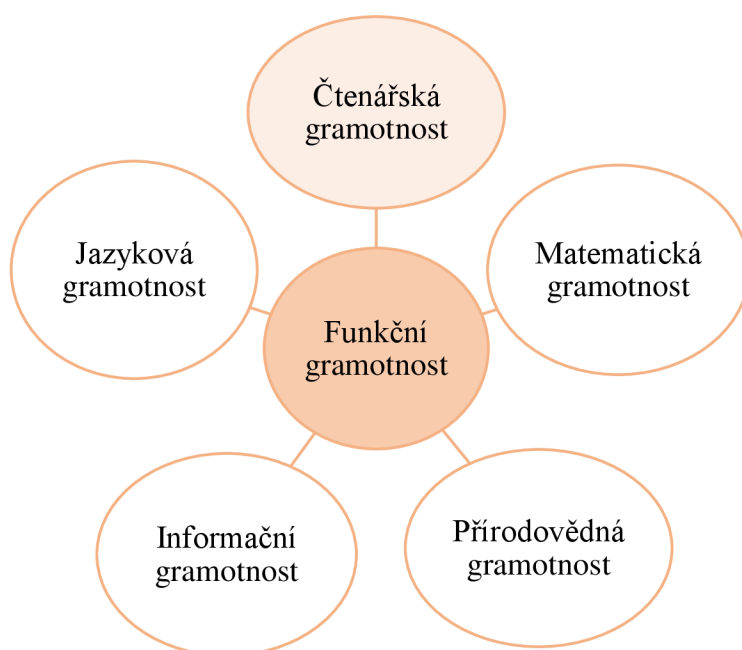 Čtenářská
gramotnost
Jazyková
gramotnost
Matematická
gramotnost
Funkční
gramotnost
Informační
gramotnost
Přírodovědná
gramotnost